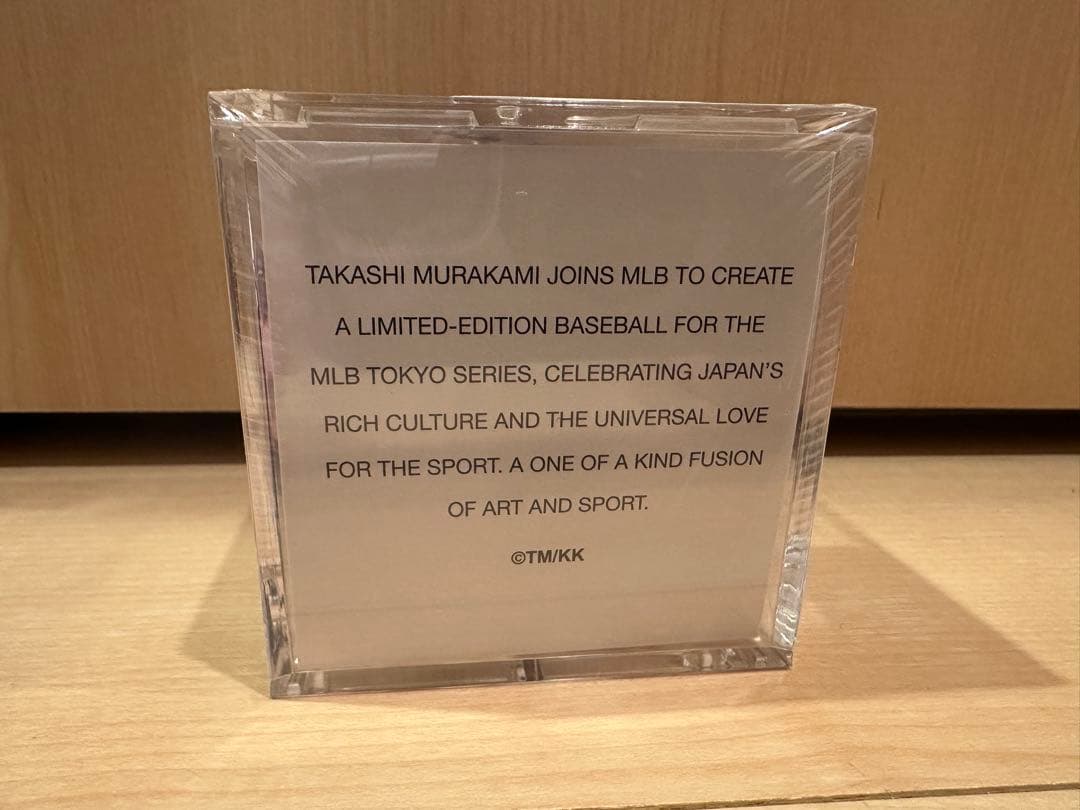 TAKASHI MURAKAMI JOINS MLB TO CREATE
A LIMITED-EDITION BASEBALL FOR THE
MLB TOKYO SERIES, CELEBRATING JAPAN'S
RICH CULTURE AND THE UNIVERSAL LOVE
FOR THE SPORT. A ONE OF A KIND FUSION
OF ART AND SPORT.
©TM/KK